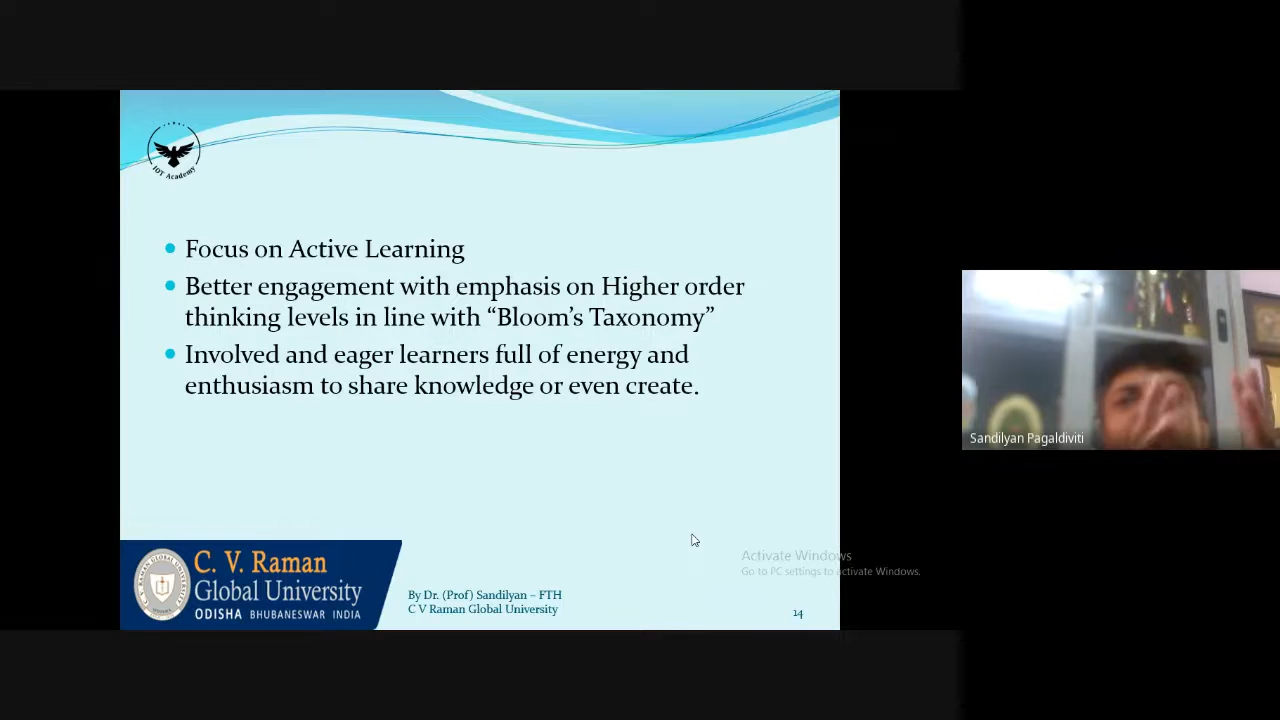 IOT Academy
Focus on Active Learning
Better engagement with emphasis on Higher order
thinking levels in line with “Bloom’s Taxonomy”
Involved and eager learners full of energy and
enthusiasm to share knowledge or even create.
C. V. Raman
Global University
ODISHA BHUBANESWAR INDIA
By Dr. (Prof) Sandilyan – FTH
C V Raman Global University
14
Activate Windows
Go to PC settings to activate Windows.
Sandilyan Pagaldiviti